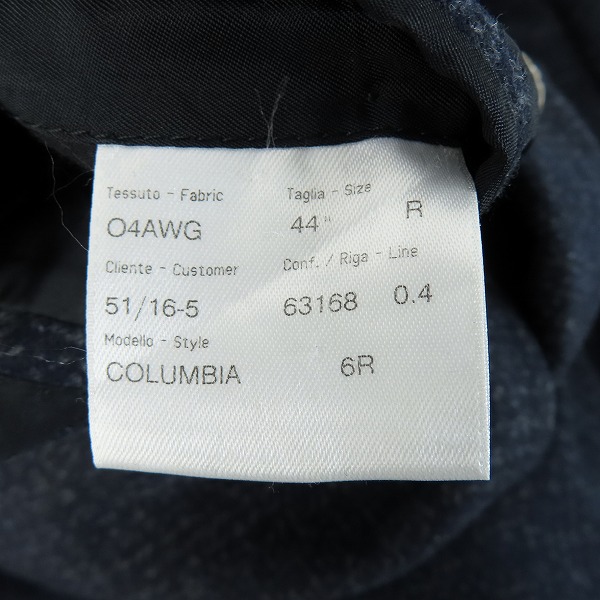 Tessuto - Fabric Taglia - Size
O4AWG 44" R
Cliente - Customer Conf. / Riga - Line
51/16-5 63168 0.4
Modello - Style
COLUMBIA 6R